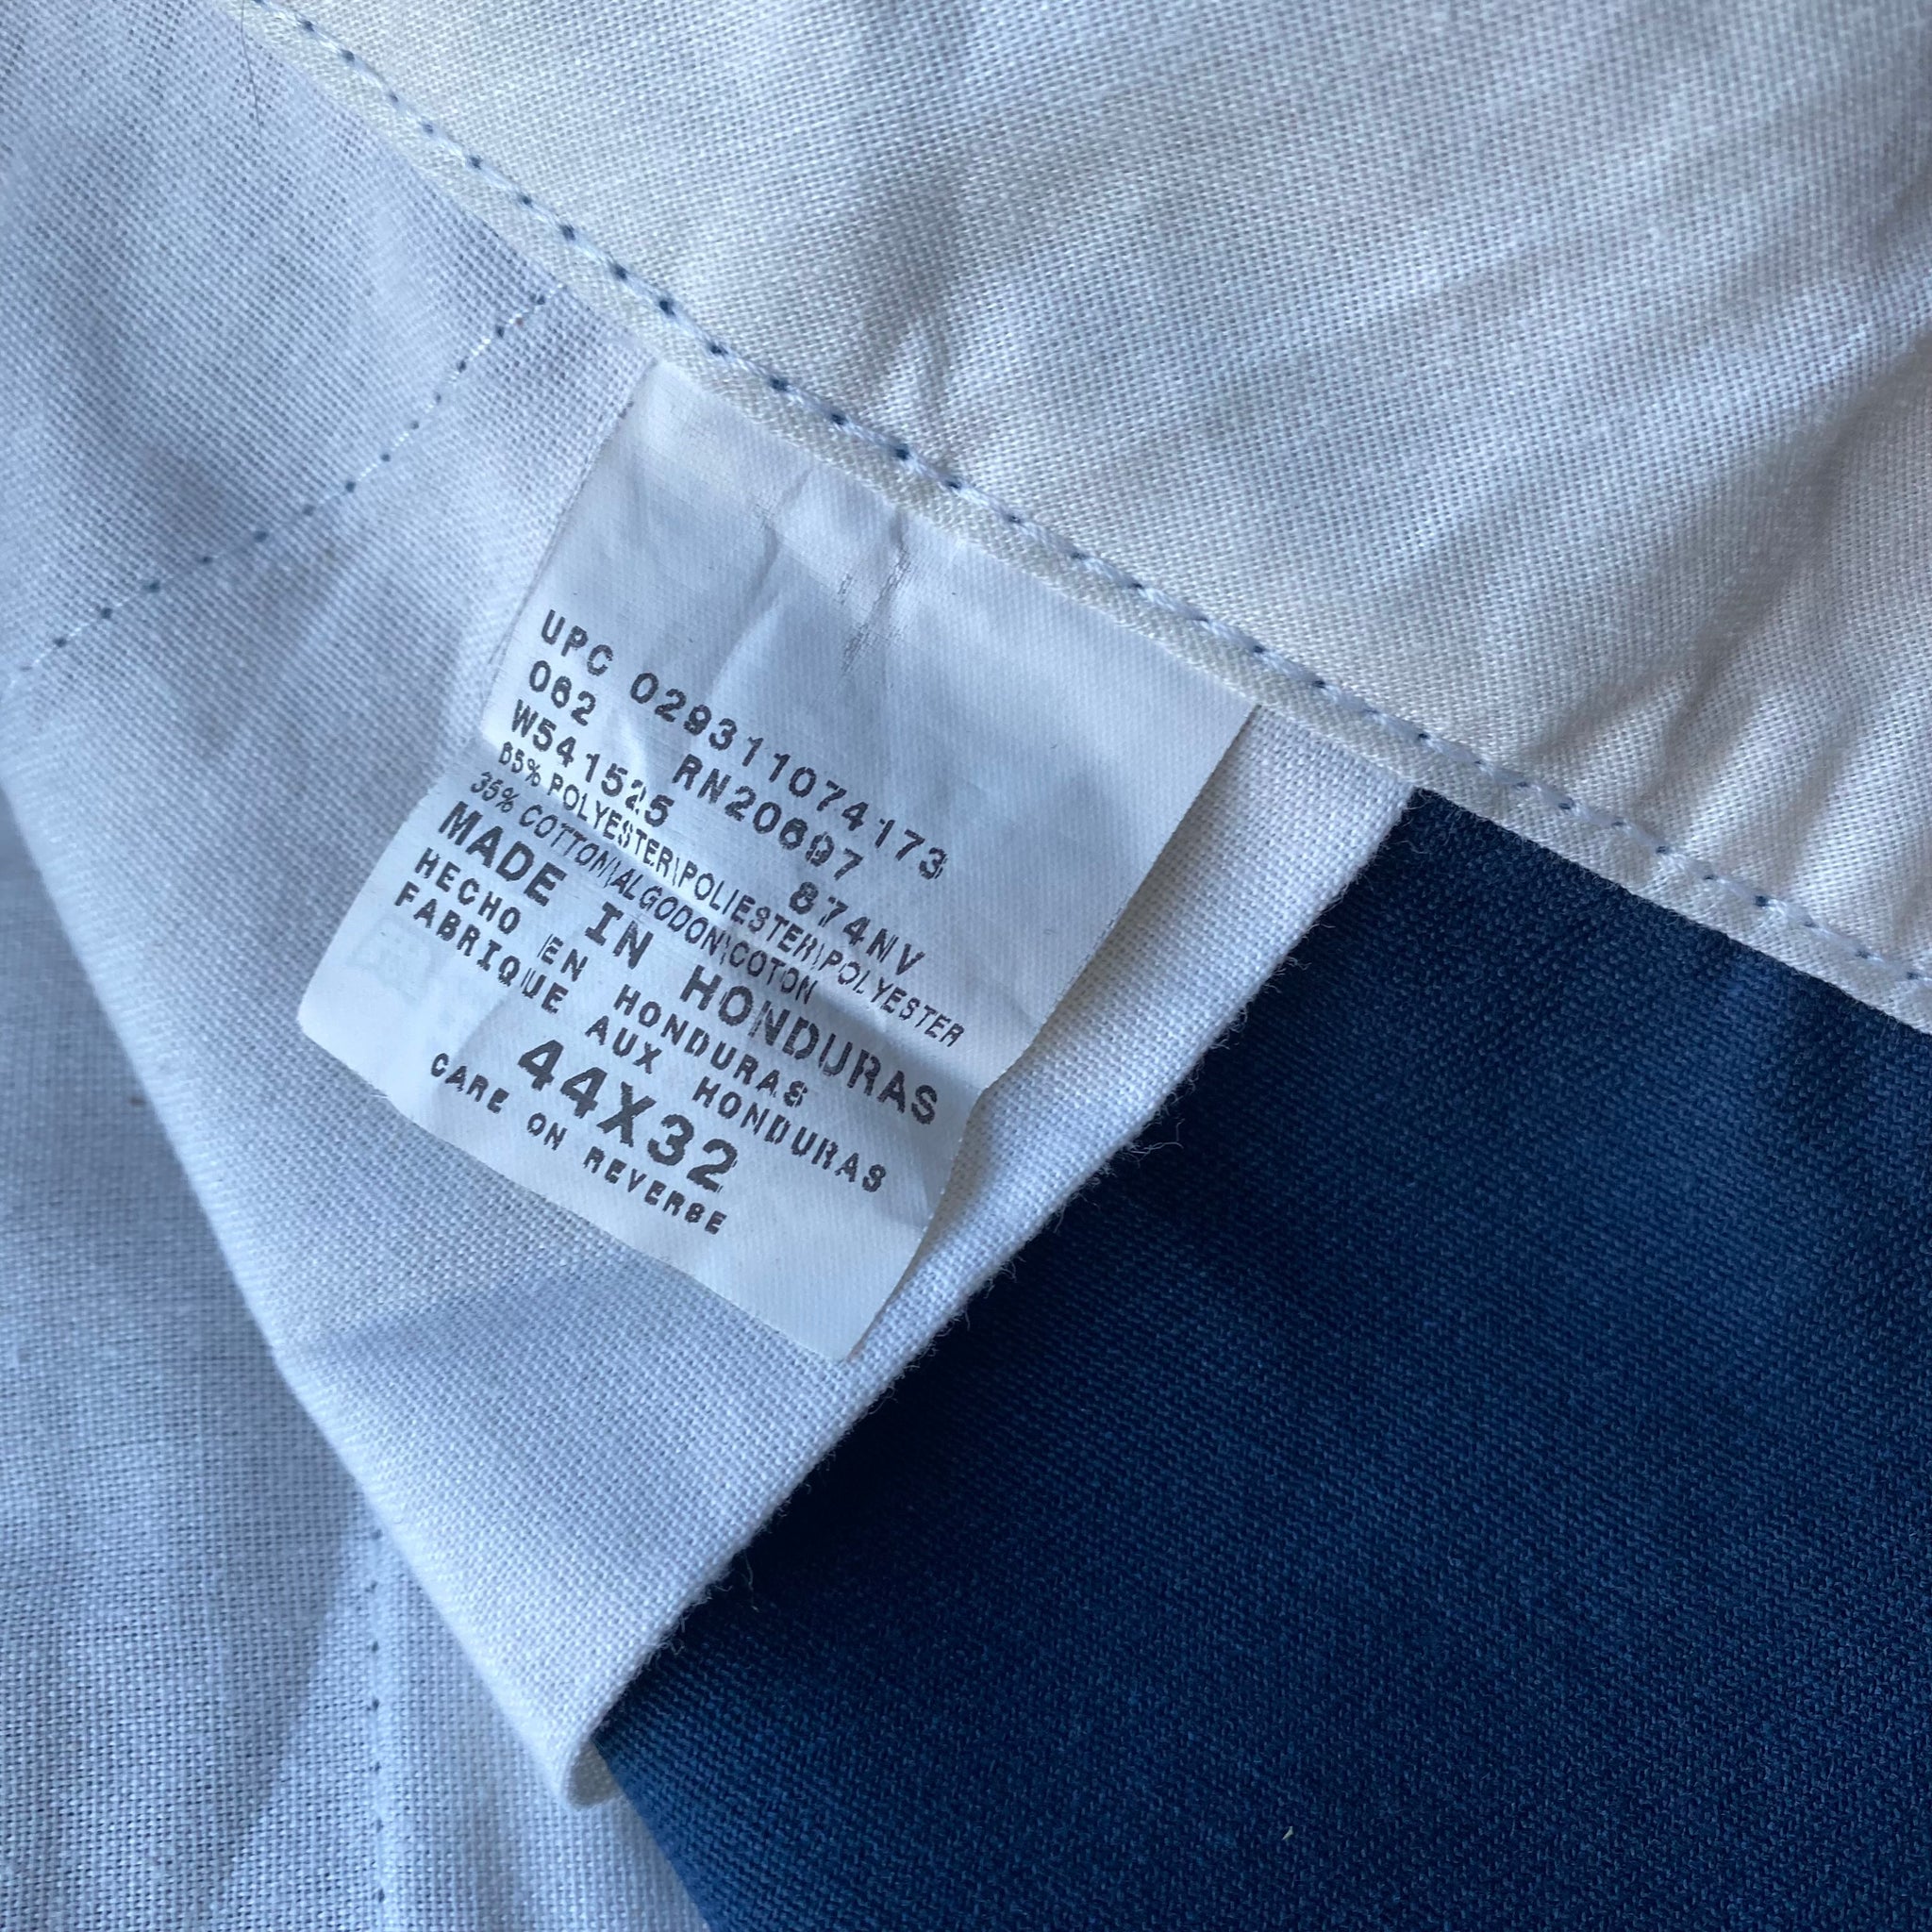 UPC 029311074173
062 RN20697
W541525 874NV
65% POLYESTER\POLIESTER\POLYESTER
35% COTTON\ALGODON\COTON
MADE IN HONDURAS
HECHO EN HONDURAS
FABRIQUE AUX HONDURAS
44X32
CARE ON REVERSE